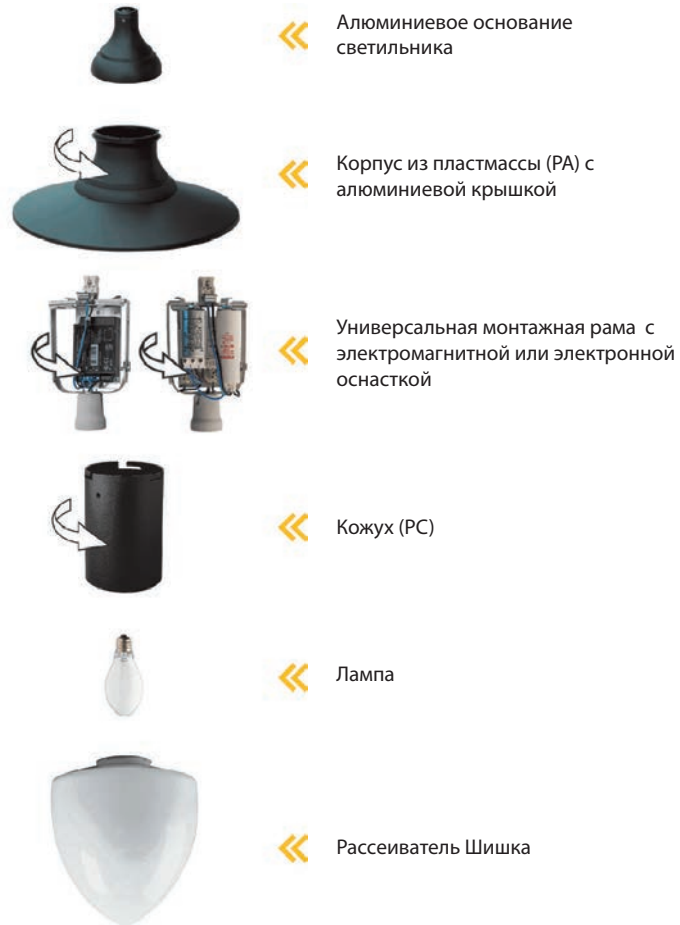 Алюминиевое основание
светильника
Корпус из пластмассы (PA) с
алюминиевой крышкой
Универсальная монтажная рама с
электромагнитной или электронной
оснасткой
Кожух (PC)
Лампа
Рассеиватель Шишка